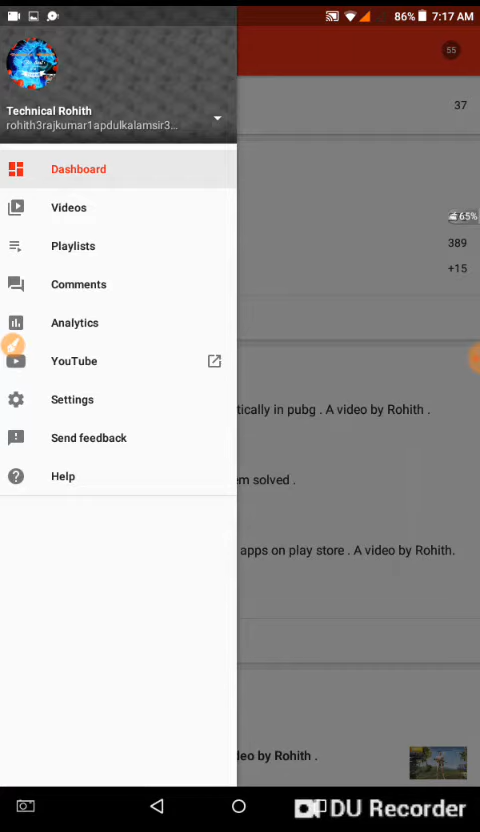 86% 7:17 AM
55
Technical Rohith
rohith3rajkumar1apdulkalamsir3...
37
Dashboard
Videos
65%
Playlists
389
+15
Comments
Analytics
YouTube
Settings
tically in pubg . A video by Rohith .
Send feedback
Help
em solved .
apps on play store . A video by Rohith.
deo by Rohith .
DU Recorder